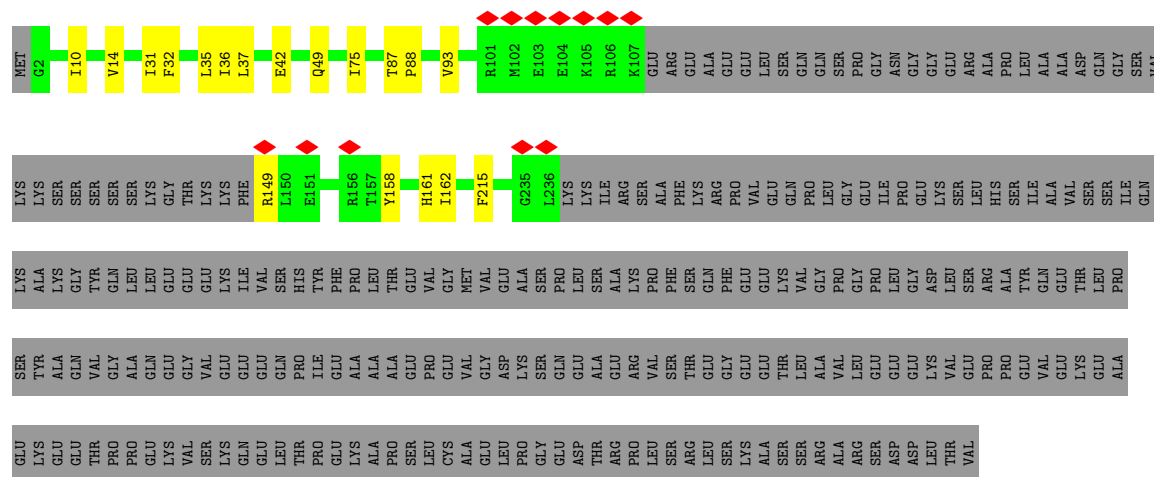 MET G2 I10 V14 I31 F32 L35 I36 L37 E42 Q49 I75 T87 P88 V93 R101 M102 E103 E104 K105 R106 K107 GLU ARG GLU ALA GLU GLU LEU SER GLN GLN SER PRO GLY ASN GLY GLY GLU ARG ALA PRO LEU ALA ALA ASP GLN GLY SER VAL
LYS LYS SER SER SER SER SER LYS GLY THR LYS LYS PHE R149 L150 E151 R156 T157 Y158 H161 I162 F215 G235 L236 LYS LYS ILE ARG SER ALA PHE LYS ARG PRO VAL GLU GLN PRO LEU GLY GLU ILE PRO GLU LYS SER LEU HIS SER ILE ALA VAL SER SER ILE GLN
LYS ALA LYS GLY TYR GLN LEU LEU GLU GLU GLU LYS ILE VAL SER HIS TYR PHE PRO LEU THR GLU VAL GLY MET VAL GLU ALA SER PRO LEU SER ALA LYS PRO PHE SER GLN PHE GLU GLU LYS VAL GLY PRO GLY PRO LEU GLY ASP LEU SER ARG ALA TYR GLN GLU THR LEU PRO
SER TYR ALA GLN VAL GLY ALA GLN GLU GLY VAL GLU GLU GLU GLN PRO ILE GLU ALA ALA ALA GLU PRO GLU VAL GLY ASP LYS SER GLN GLU ALA GLU ARG VAL SER THR GLU GLY GLU GLU THR LEU ALA VAL LEU GLU GLU GLU LYS VAL GLU PRO PRO GLU VAL GLU LYS GLU ALA
GLU LYS GLU GLU THR PRO PRO GLU LYS VAL SER LYS GLN GLU LEU THR PRO GLU LYS ALA PRO SER LEU CYS ALA GLU LEU PRO GLY GLU ASP THR ARG PRO LEU SER ARG LEU SER LYS ALA SER SER ARG ALA ARG SER ASP ASP LEU THR VAL